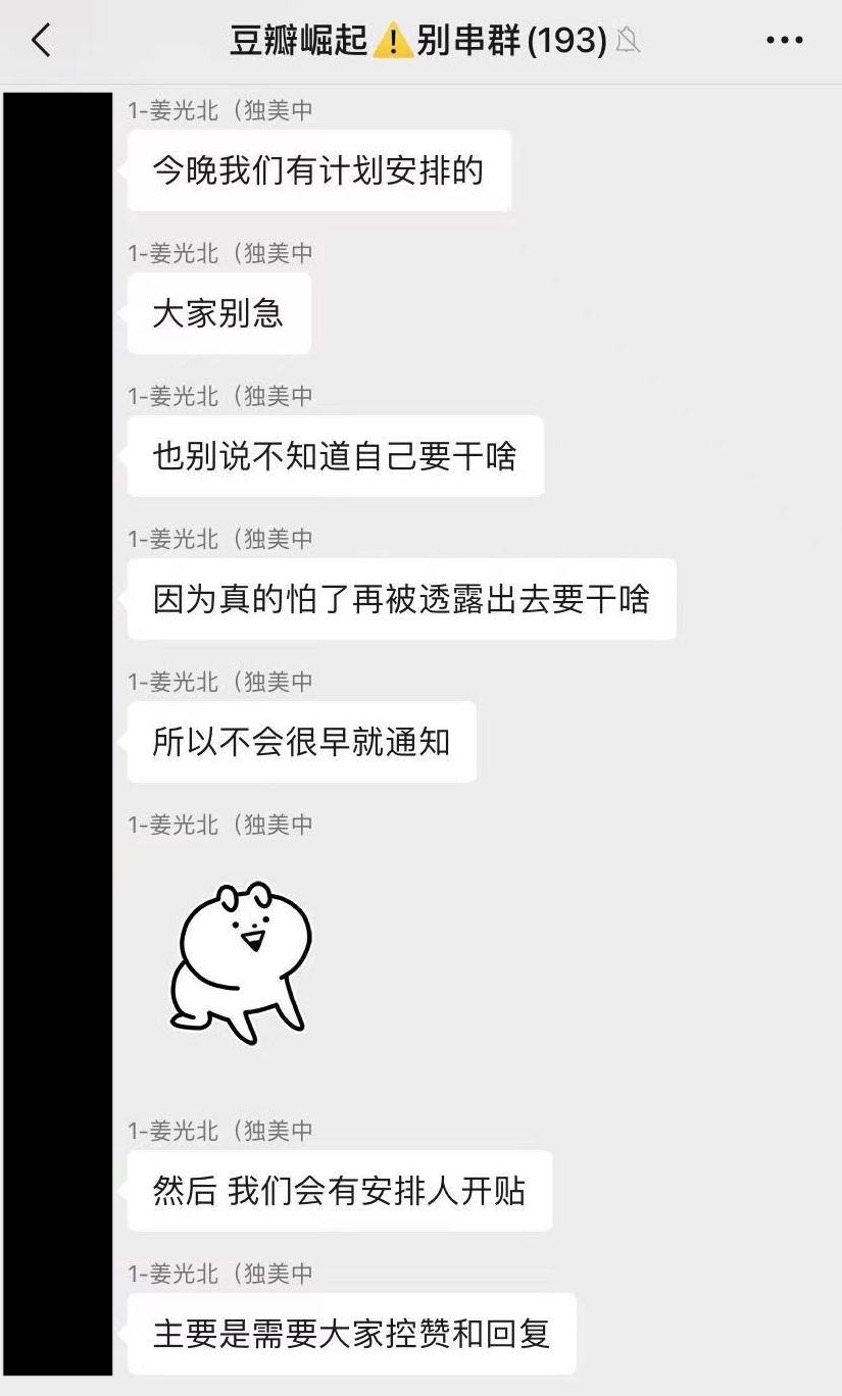 豆瓣崛起⚠️别串群(193)
1-姜光北（独美中
今晚我们有计划安排的
1-姜光北（独美中
大家别急
1-姜光北（独美中
也别说不知道自己要干啥
1-姜光北（独美中
因为真的怕了再被透露出去要干啥
1-姜光北（独美中
所以不会很早就通知
1-姜光北（独美中
1-姜光北（独美中
然后 我们会有安排人开贴
1-姜光北（独美中
主要是需要大家控赞和回复